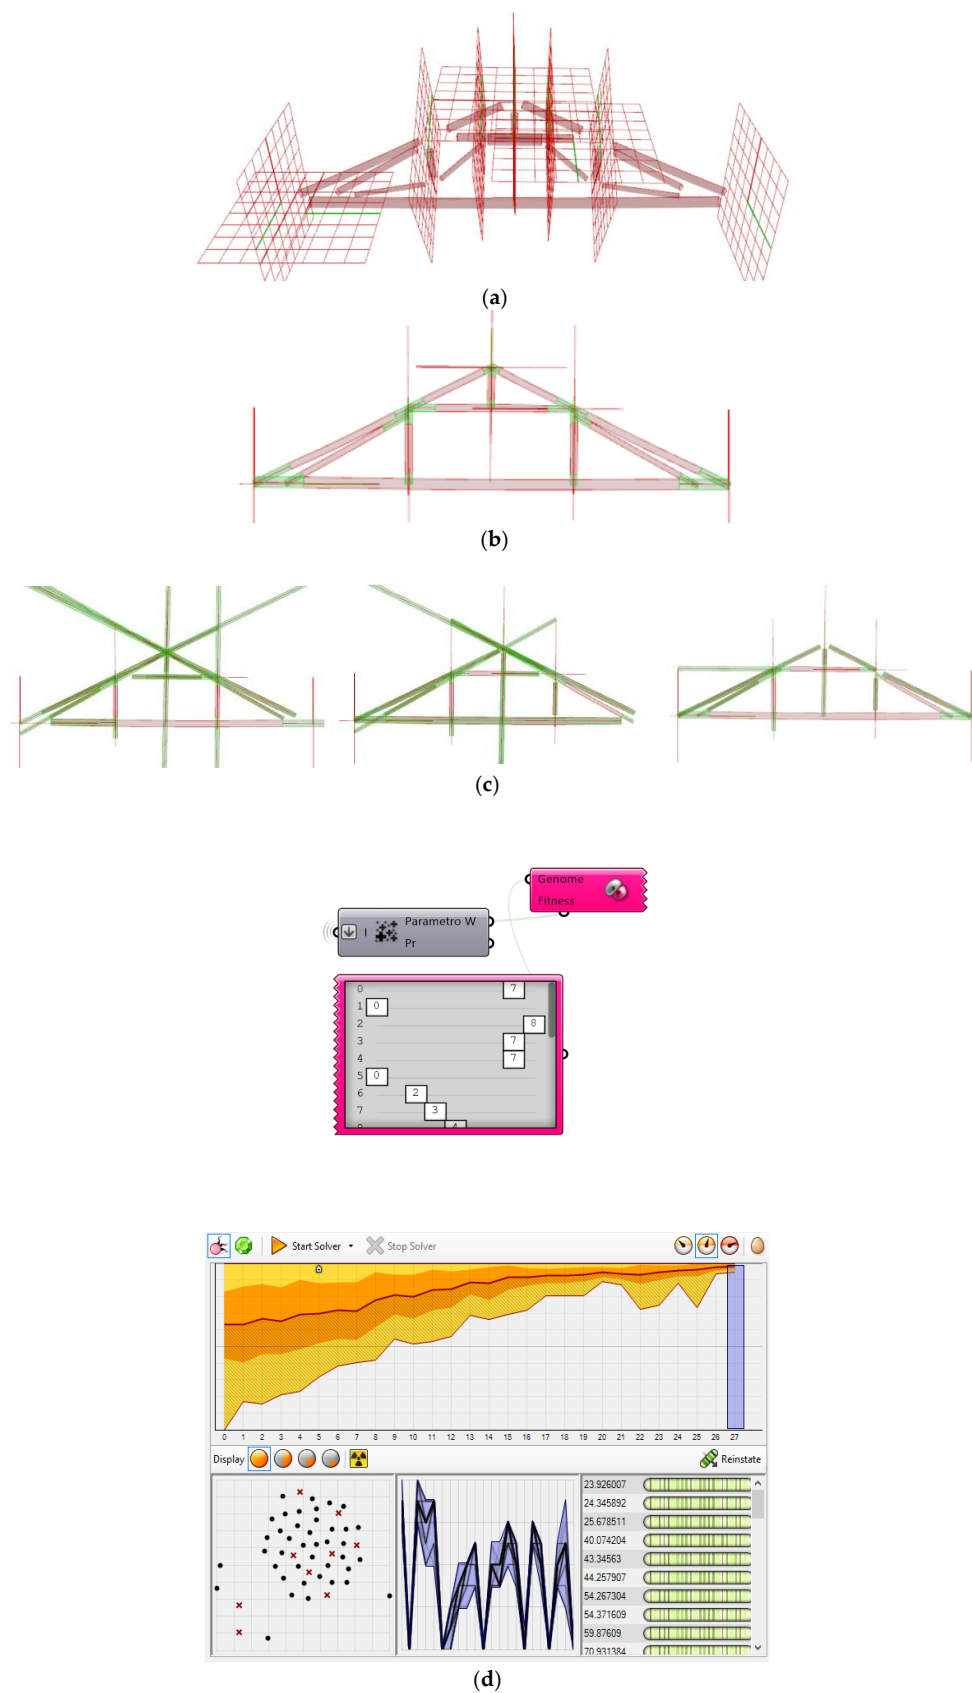 (a)
(b)
(c)
Genome
Fitness
Parametro W
I
Pr
0 7
1 0
2 8
3 7
4 7
5 0
6 2
7 3
8 4
Start Solver
Stop Solver
0 1 2 3 4 5 6 7 8 9 10 11 12 13 14 15 16 17 18 19 20 21 22 23 24 25 26 27
Display
Reinstate
23.926007
24.345892
25.678511
40.074204
43.34563
44.257907
54.267304
54.371609
59.87609
70.931384
(d)